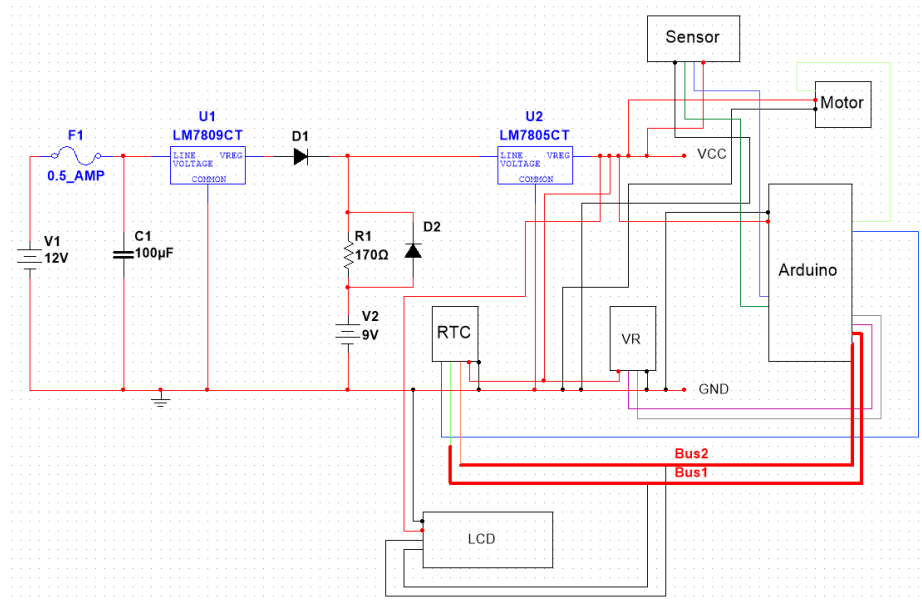 Sensor
Motor
F1
0.5_AMP
U1
LM7809CT
LINE VREG
VOLTAGE
COMMON
D1
U2
LM7805CT
LINE VREG
VOLTAGE
COMMON
VCC
V1
12V
C1
100µF
R1
170Ω
D2
Arduino
V2
9V
RTC
VR
GND
Bus2
Bus1
LCD